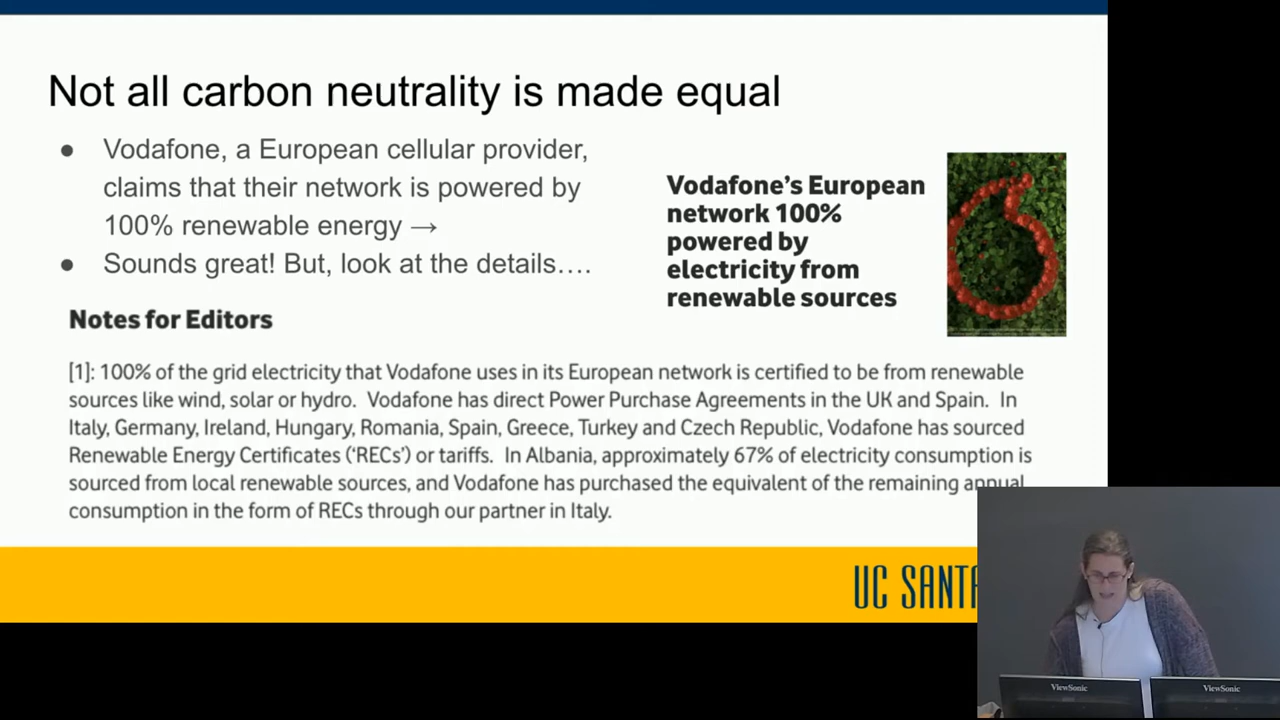 Not all carbon neutrality is made equal
● Vodafone, a European cellular provider,
claims that their network is powered by
100% renewable energy →
● Sounds great! But, look at the details….
Vodafone's European
network 100%
powered by
electricity from
renewable sources
Notes for Editors
[1]: 100% of the grid electricity that Vodafone uses in its European network is certified to be from renewable
sources like wind, solar or hydro. Vodafone has direct Power Purchase Agreements in the UK and Spain. In
Italy, Germany, Ireland, Hungary, Romania, Spain, Greece, Turkey and Czech Republic, Vodafone has sourced
Renewable Energy Certificates ('RECs') or tariffs. In Albania, approximately 67% of electricity consumption is
sourced from local renewable sources, and Vodafone has purchased the equivalent of the remaining annual
consumption in the form of RECs through our partner in Italy.
UC SANTA
ViewSonic
ViewSonic